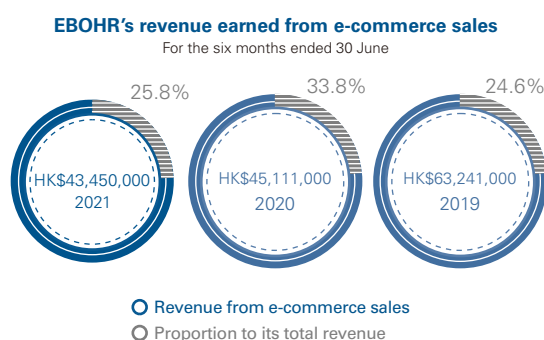 EBOHR's revenue earned from e-commerce sales
For the six months ended 30 June
25.8%
33.8%
24.6%
HK$43,450,000
2021
HK$45,111,000
2020
HK$63,241,000
2019
Revenue from e-commerce sales
Proportion to its total revenue